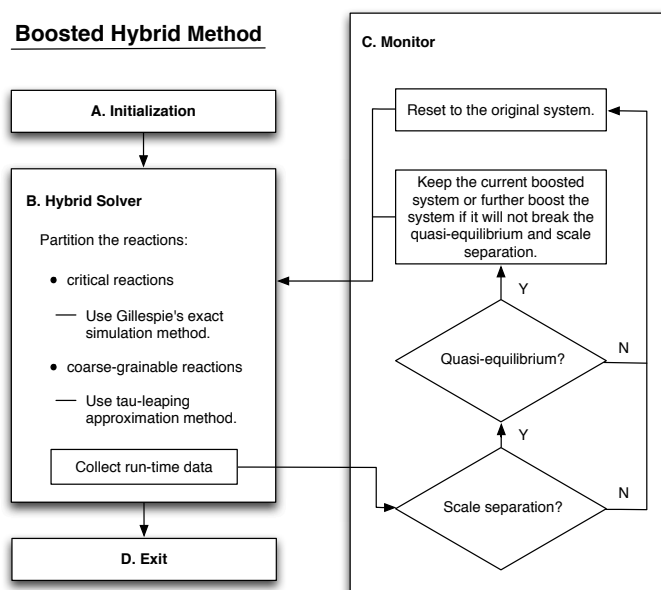 Boosted Hybrid Method
A. Initialization
B. Hybrid Solver
Partition the reactions:
• critical reactions
— Use Gillespie's exact
simulation method.
• coarse-grainable reactions
— Use tau-leaping
approximation method.
Collect run-time data
D. Exit
C. Monitor
Reset to the original system.
Keep the current boosted
system or further boost the
system if it will not break the
quasi-equilibrium and scale
separation.
Y
Quasi-equilibrium?
N
Y
Scale separation?
N